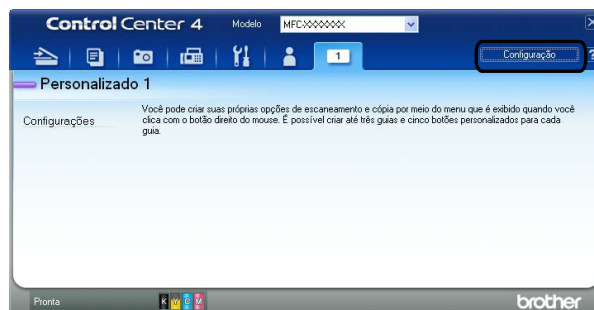 Control Center 4
Modelo MFC-XXXXXXX
1
Configuração
?
Personalizado 1
Configurações
Você pode criar suas próprias opções de escaneamento e cópia por meio do menu que é exibido quando você
clica com o botão direito do mouse. É possível criar até três guias e cinco botões personalizados para cada
guia.
Pronta
K Y C M
brother